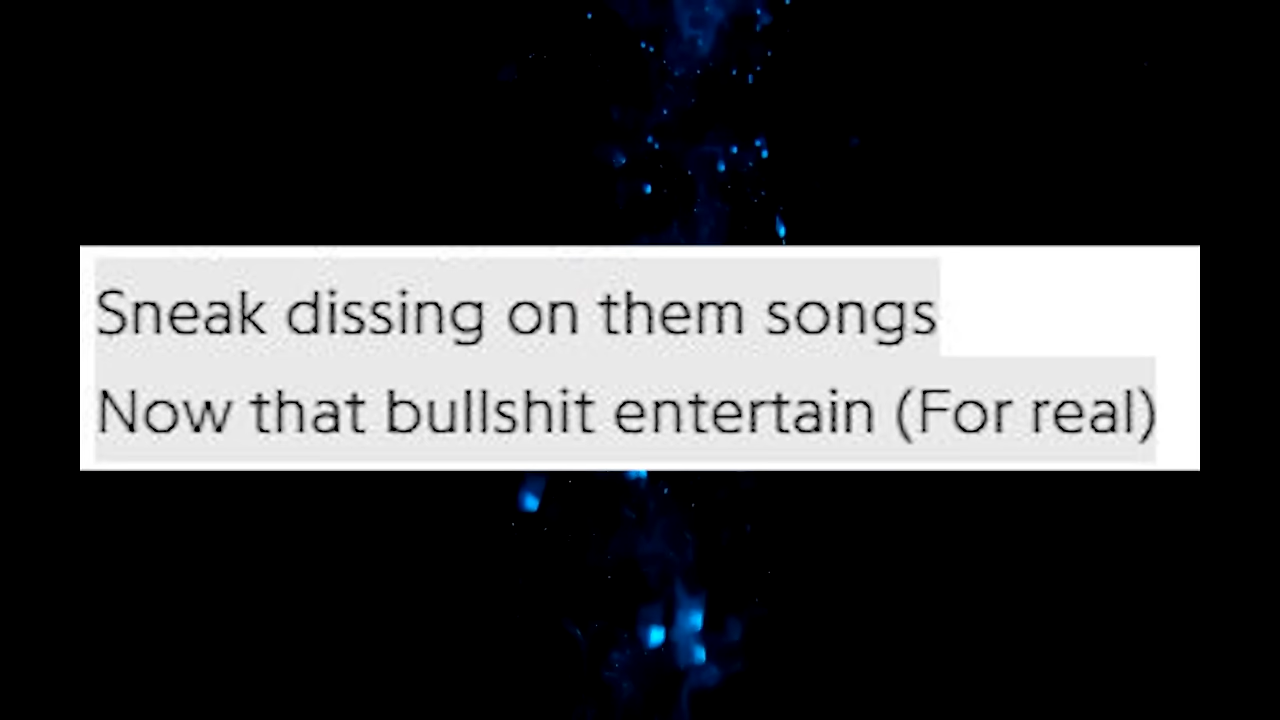 Sneak dissing on them songs
Now that bullshit entertain (For real)